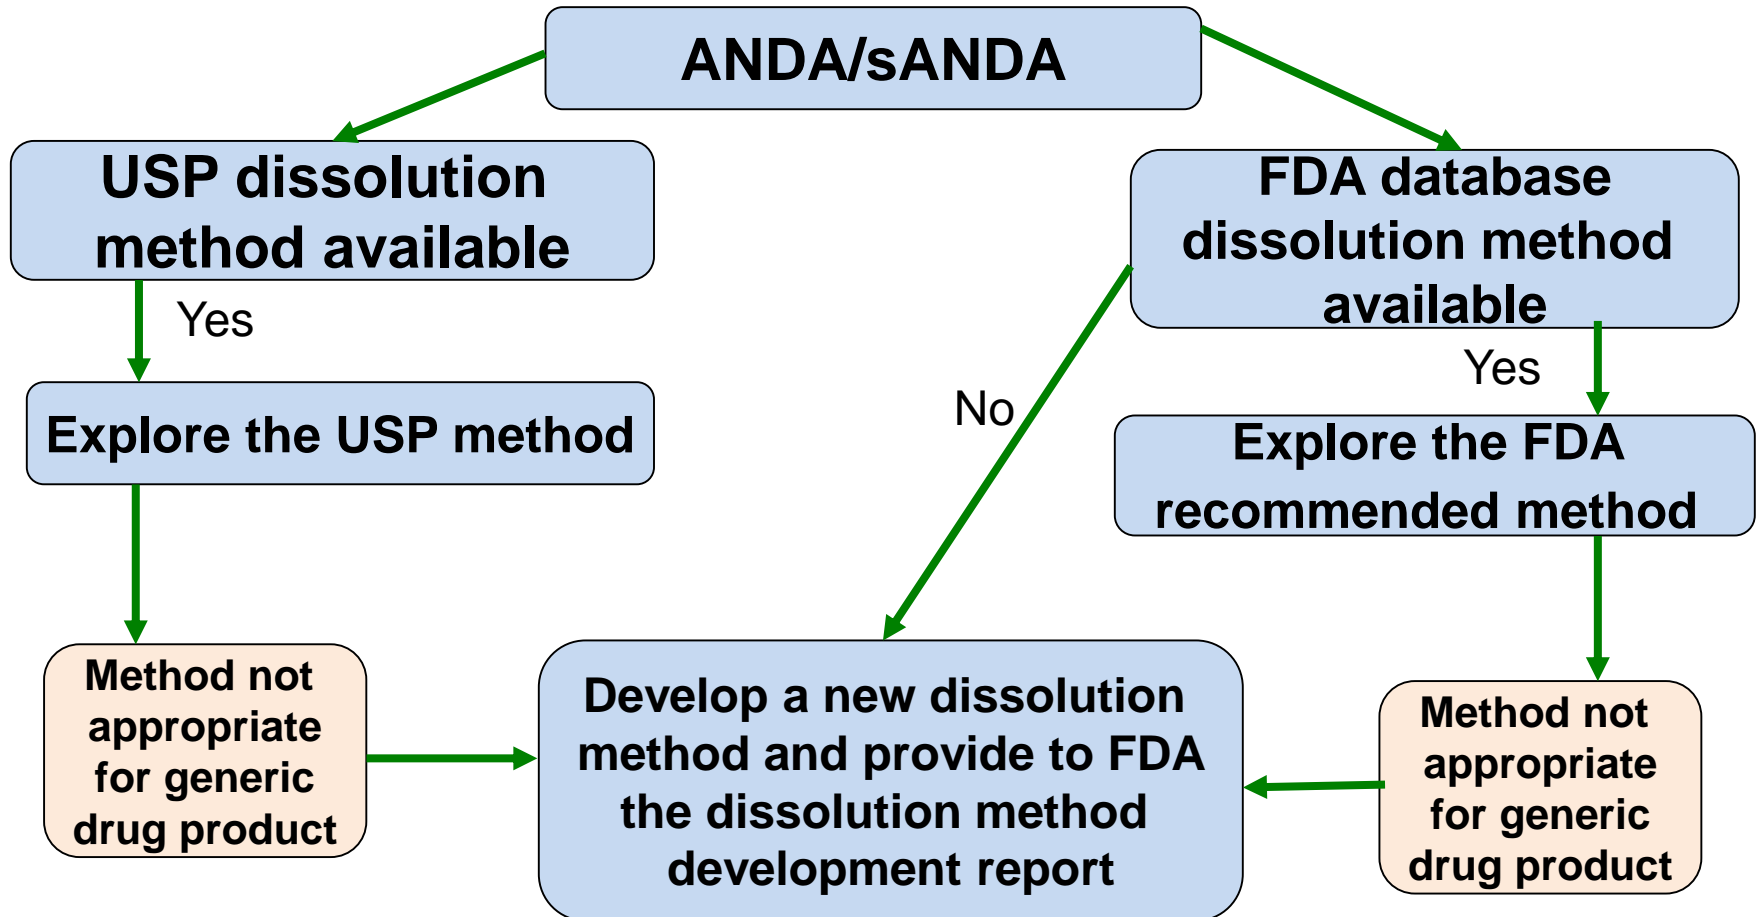 ANDA/sANDA
USP dissolution
method available
FDA database
dissolution method
available
Yes
Yes
No
Explore the USP method
Explore the FDA
recommended method
Method not
appropriate
for generic
drug product
Develop a new dissolution
method and provide to FDA
the dissolution method
development report
Method not
appropriate
for generic
drug product